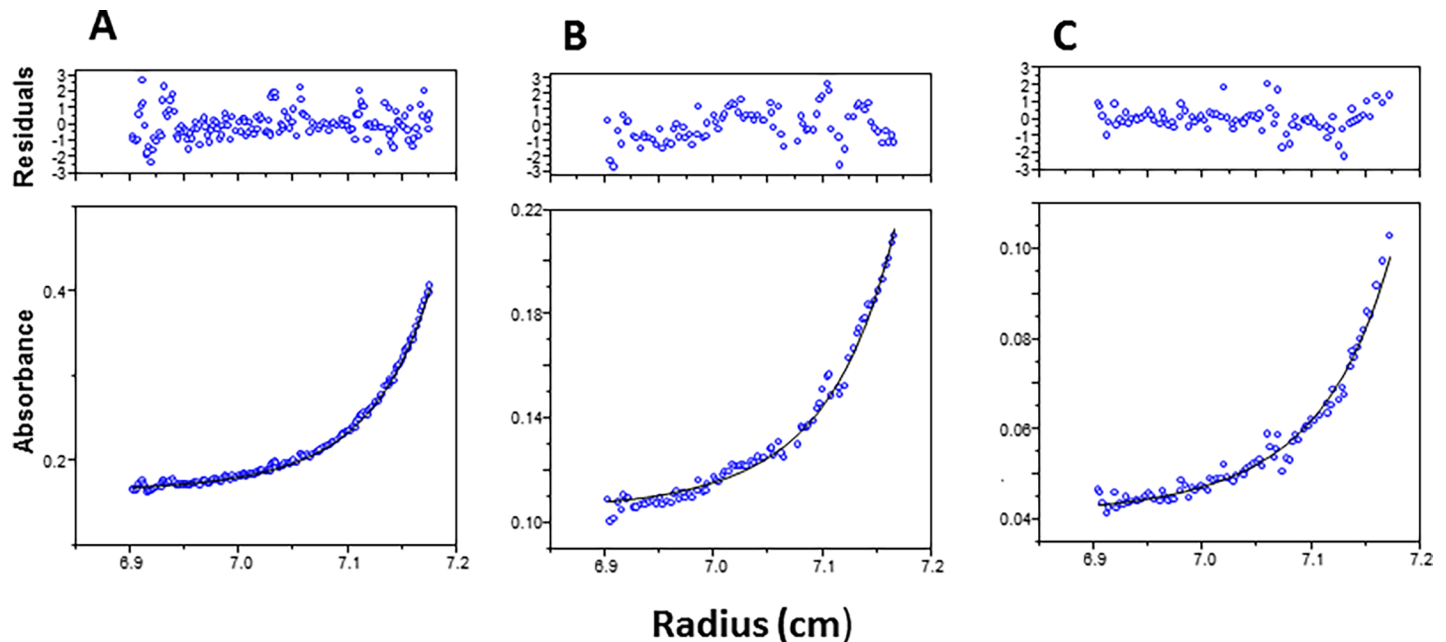 A B C
Residuals
3 2 1 0 -1 -2 -3
3 2 1 0 -1 -2 -3
3 2 1 0 -1 -2 -3
Absorbance
0.4 0.2
0.22 0.18 0.14 0.10
0.10 0.08 0.06 0.04
6.9 7.0 7.1 7.2
6.9 7.0 7.1 7.2
6.9 7.0 7.1 7.2
Radius (cm)